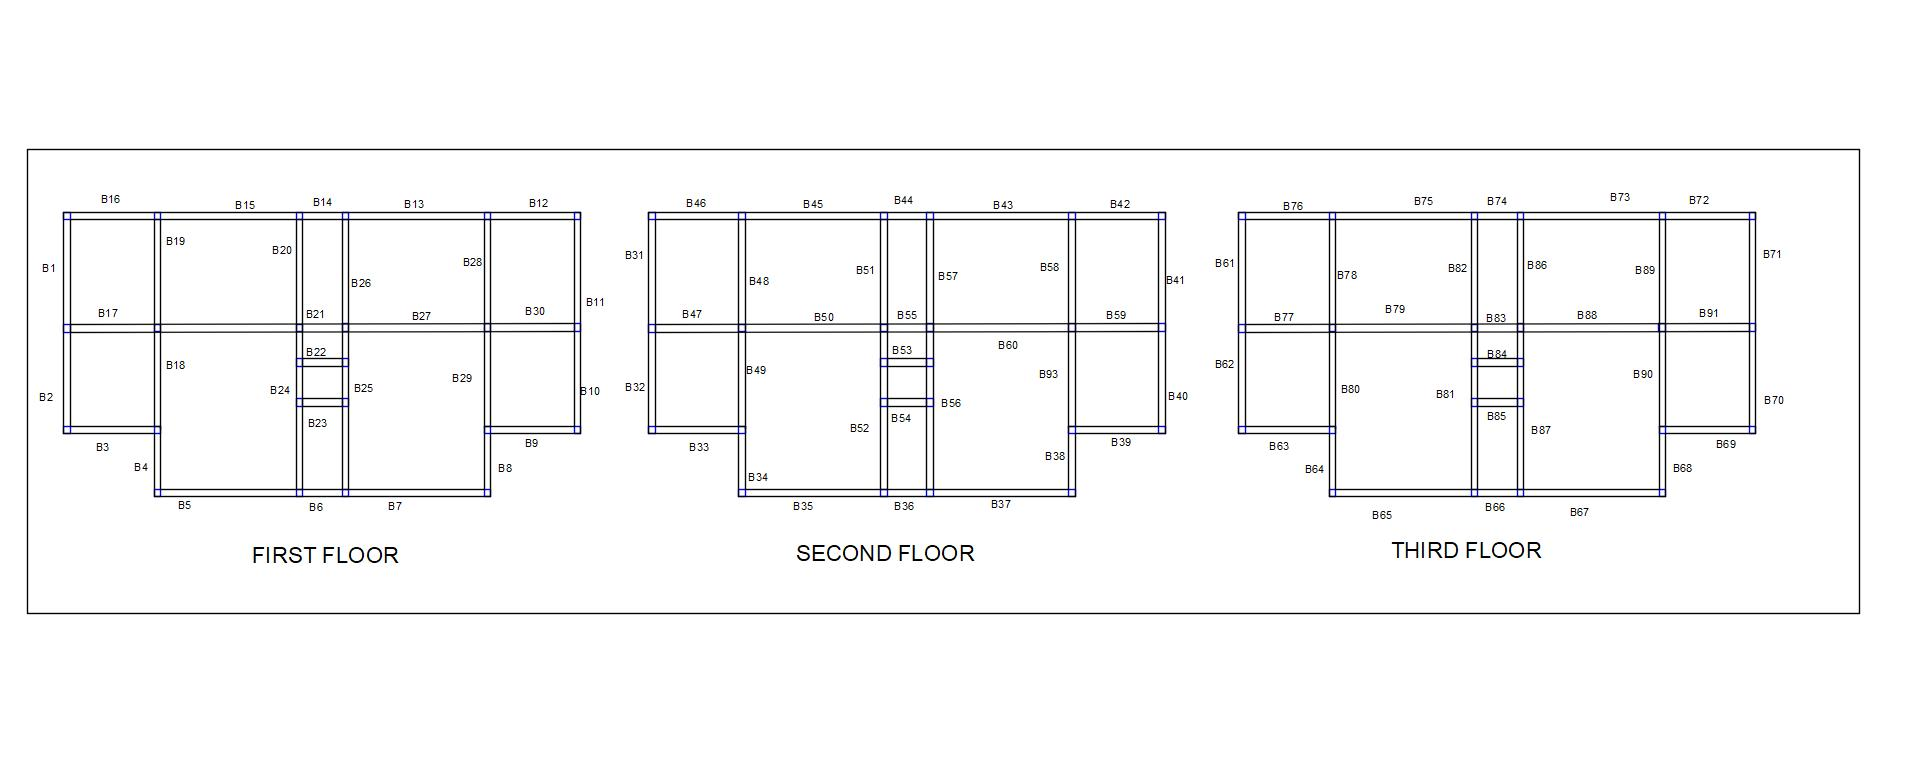 B16 B15 B14 B13 B12
B19
B20
B28
B1
B26
B11
B17 B21 B27 B30
B22
B18
B29
B24 B25 B10
B2
B23
B3 B9
B4 B8
B5 B6 B7
FIRST FLOOR
B46 B45 B44 B43 B42
B31
B51 B58
B48 B57 B41
B47 B50 B55 B59
B53 B60
B49 B93
B32
B56 B40
B54
B52
B33 B39
B38
B34
B35 B36 B37
SECOND FLOOR
B76 B75 B74 B73 B72
B71
B61 B82 B86 B89
B78
B77 B79 B83 B88 B91
B84
B62 B90
B80 B81 B70
B85
B87
B63 B69
B64 B68
B65 B66 B67
THIRD FLOOR